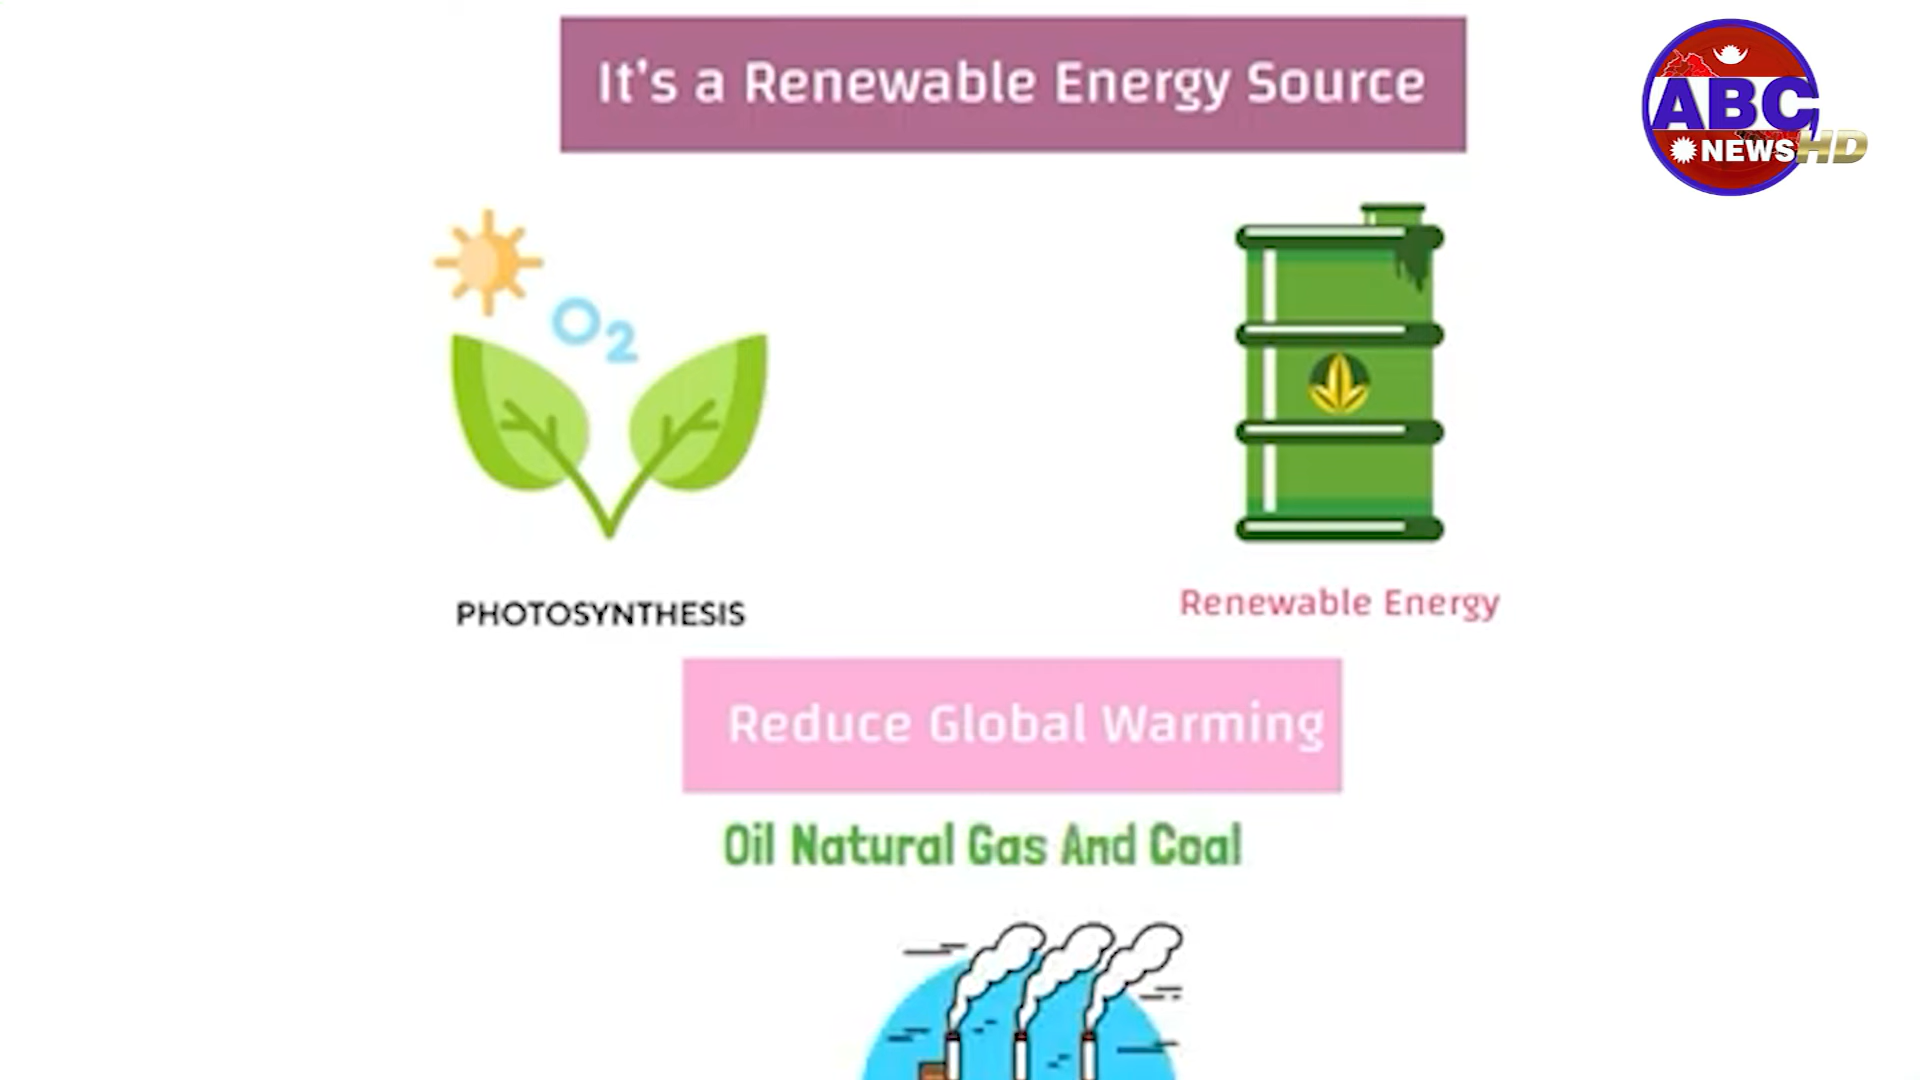 It's a Renewable Energy Source
ABC
NEWS HD
O2
PHOTOSYNTHESIS
Renewable Energy
Reduce Global Warming
Oil Natural Gas And Coal